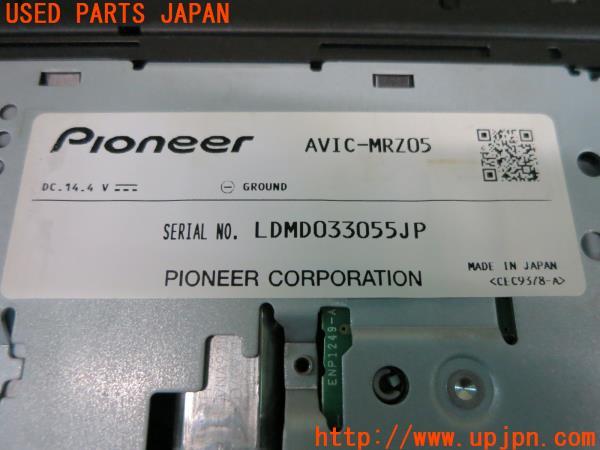 USED PARTS JAPAN
Pioneer
AVIC-MRZ05
DC.14.4 V
GROUND
SERIAL NO. LDMD033055JP
PIONEER CORPORATION
MADE IN JAPAN
<CEC9378-A>
ENP1249-A
http://www.upjpn.com